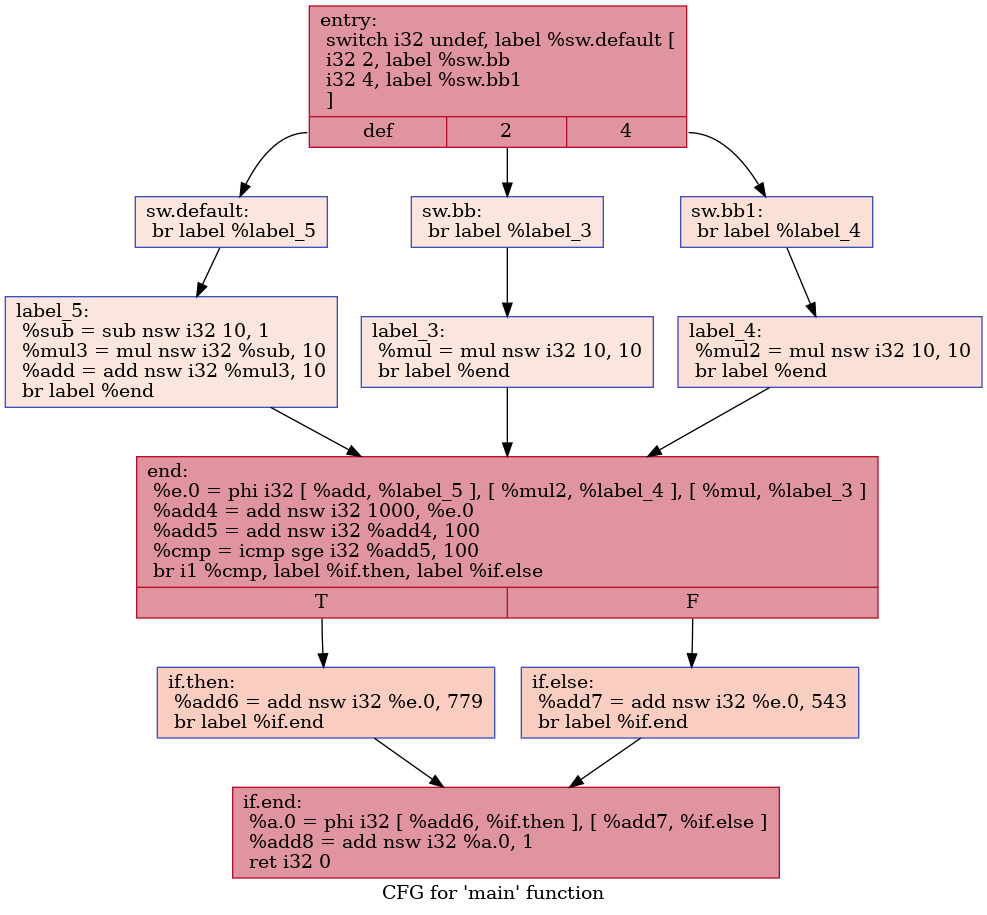 entry:
switch i32 undef, label %sw.default [
i32 2, label %sw.bb
i32 4, label %sw.bb1
]
def 2 4
sw.default:
br label %label_5
sw.bb:
br label %label_3
sw.bb1:
br label %label_4
label_5:
%sub = sub nsw i32 10, 1
%mul3 = mul nsw i32 %sub, 10
%add = add nsw i32 %mul3, 10
br label %end
label_3:
%mul = mul nsw i32 10, 10
br label %end
label_4:
%mul2 = mul nsw i32 10, 10
br label %end
end:
%e.0 = phi i32 [ %add, %label_5 ], [ %mul2, %label_4 ], [ %mul, %label_3 ]
%add4 = add nsw i32 1000, %e.0
%add5 = add nsw i32 %add4, 100
%cmp = icmp sge i32 %add5, 100
br i1 %cmp, label %if.then, label %if.else
T F
if.then:
%add6 = add nsw i32 %e.0, 779
br label %if.end
if.else:
%add7 = add nsw i32 %e.0, 543
br label %if.end
if.end:
%a.0 = phi i32 [ %add6, %if.then ], [ %add7, %if.else ]
%add8 = add nsw i32 %a.0, 1
ret i32 0
CFG for 'main' function